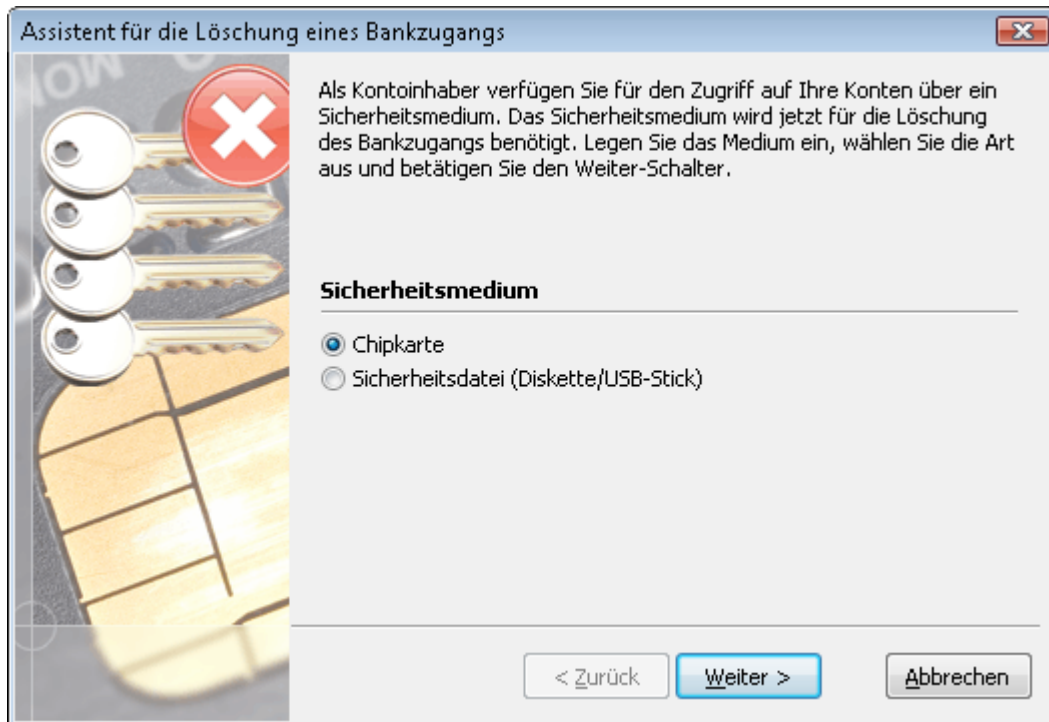 Assistent für die Löschung eines Bankzugangs
Als Kontoinhaber verfügen Sie für den Zugriff auf Ihre Konten über ein
Sicherheitsmedium. Das Sicherheitsmedium wird jetzt für die Löschung
des Bankzugangs benötigt. Legen Sie das Medium ein, wählen Sie die Art
aus und betätigen Sie den Weiter-Schalter.
Sicherheitsmedium
Chipkarte
Sicherheitsdatei (Diskette/USB-Stick)
< Zurück
Weiter >
Abbrechen